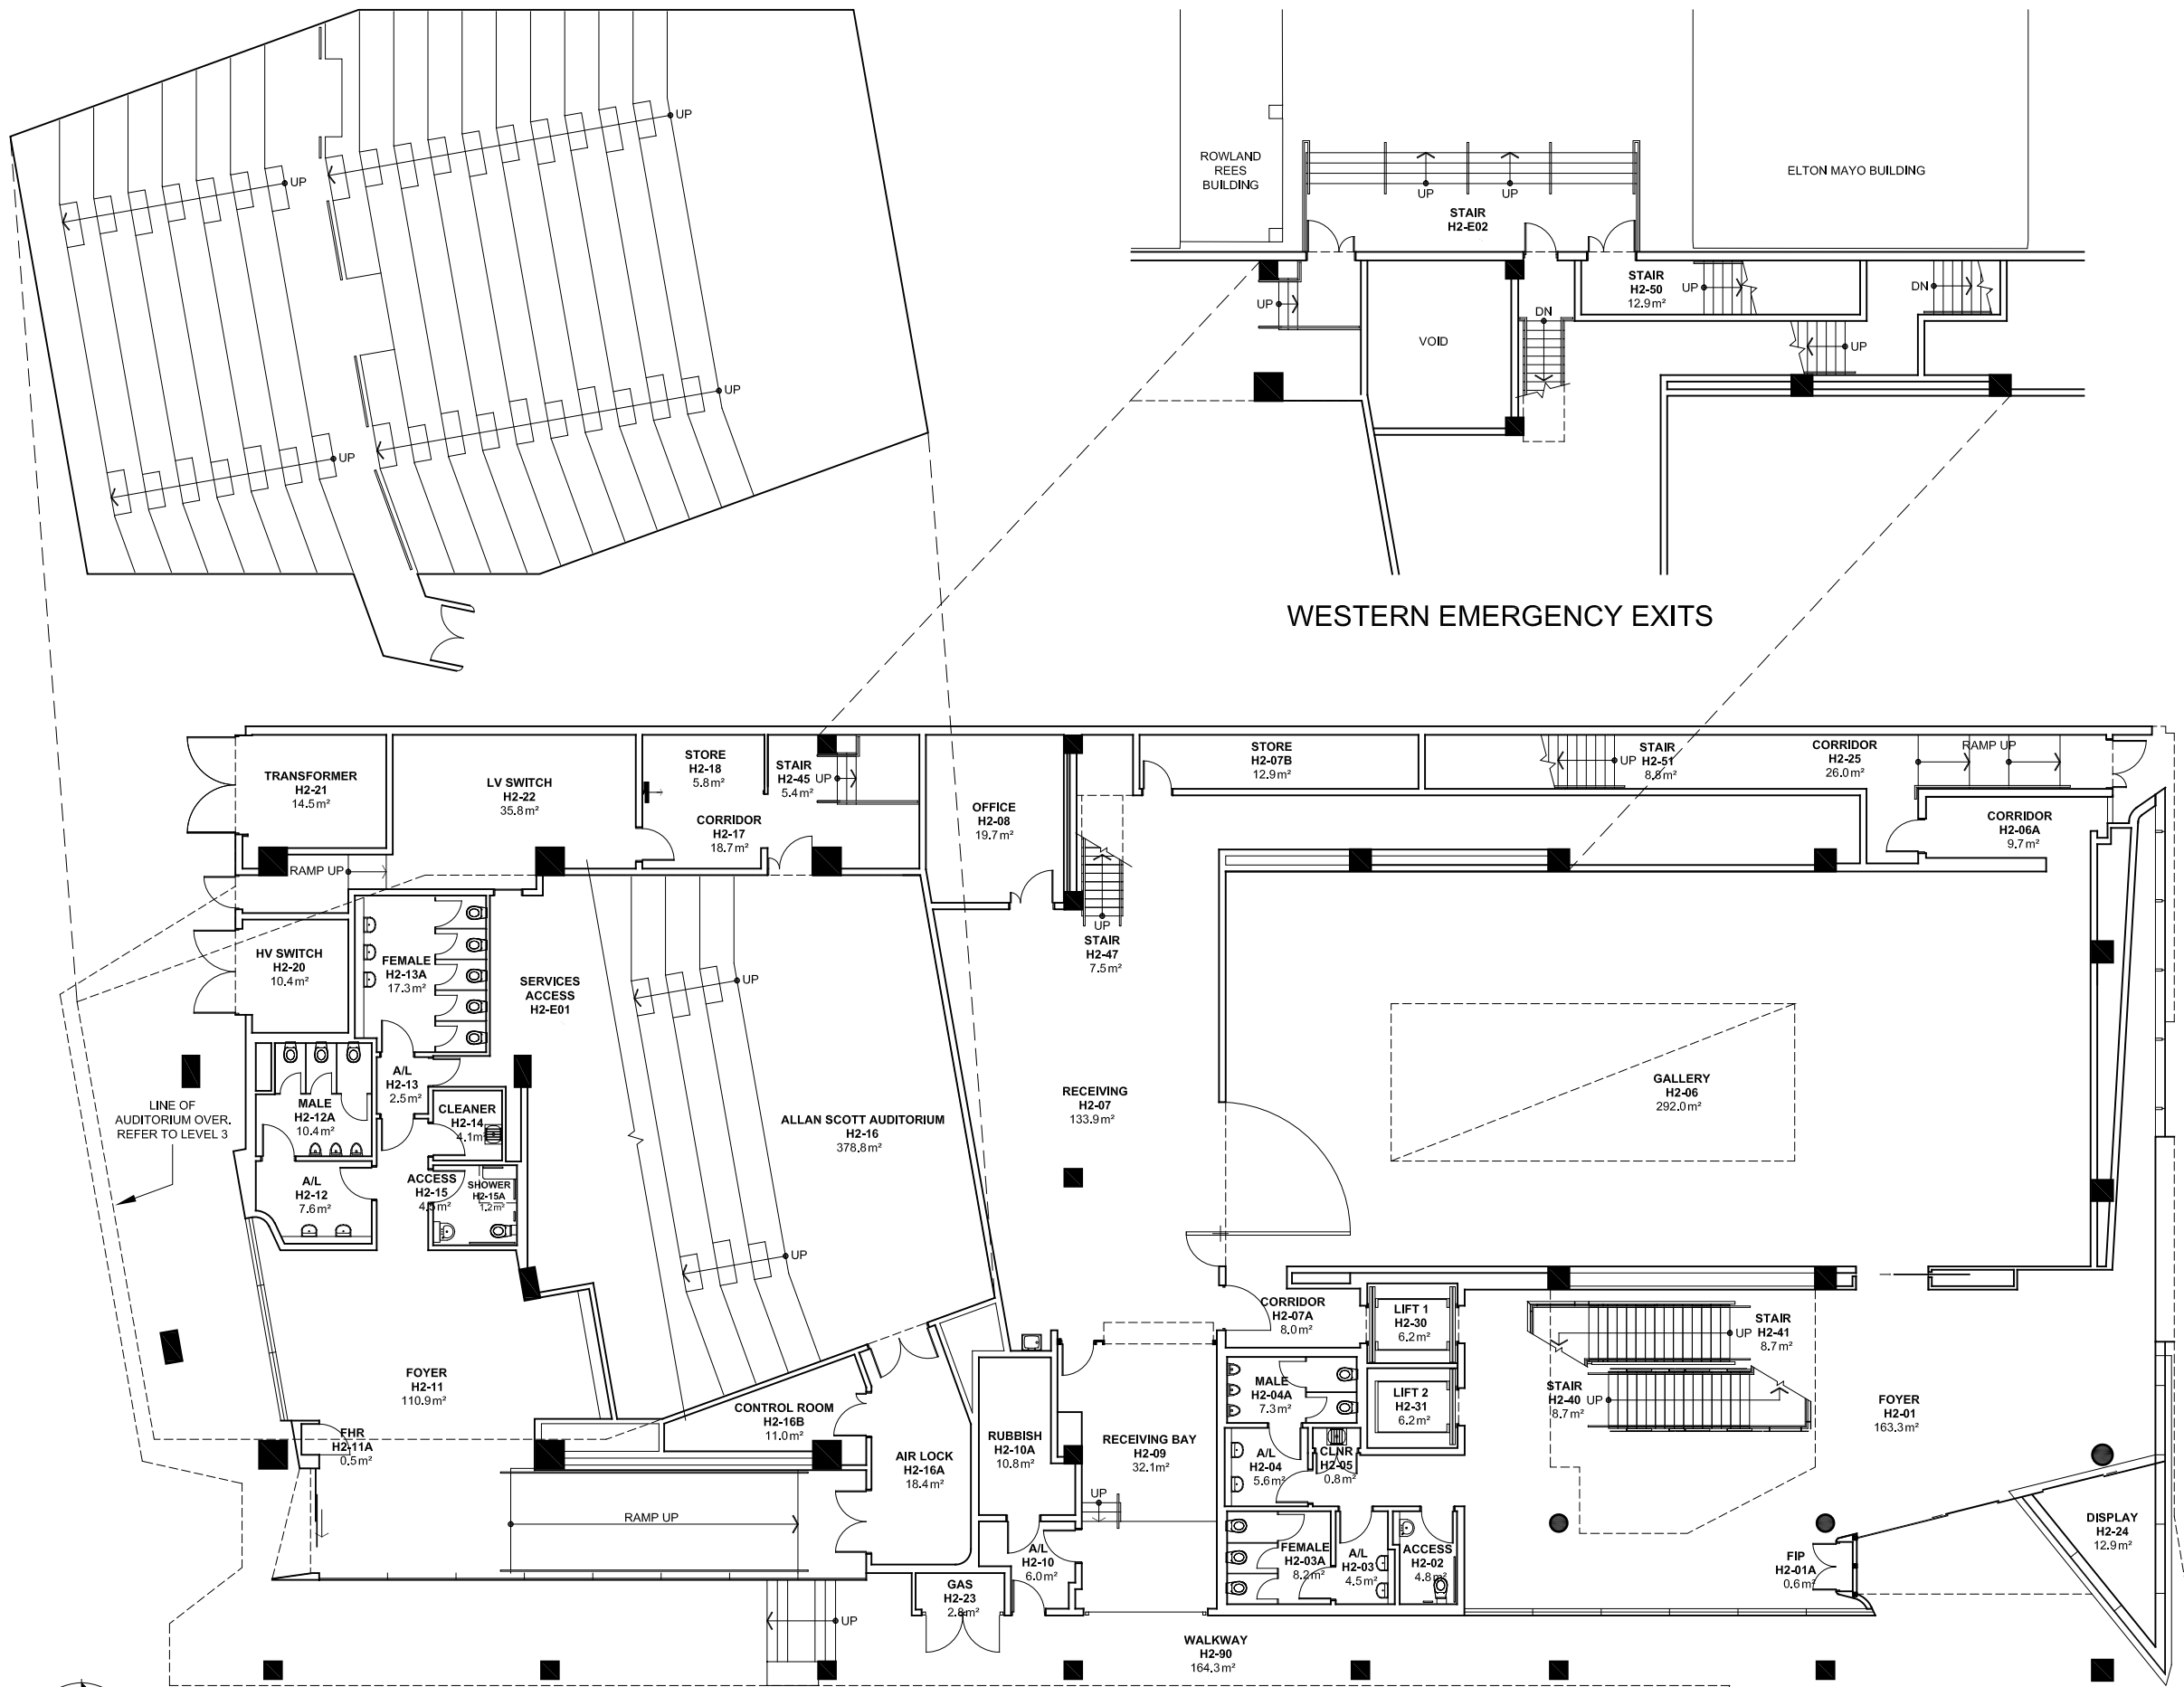 UP
UP
UP
UP
ROWLAND
REES
BUILDING
UP
UP
ELTON MAYO BUILDING
STAIR
H2-E02
STAIR
H2-50
12.9m²
UP
DN
UP
DN
VOID
UP
WESTERN EMERGENCY EXITS
TRANSFORMER
H2-21
14.5m²
LV SWITCH
H2-22
35.8m²
STORE
H2-18
5.8m²
STAIR
H2-45
5.4m²
UP
CORRIDOR
H2-17
18.7m²
OFFICE
H2-08
19.7m²
STORE
H2-07B
12.9m²
STAIR
H2-51
8.8m²
UP
CORRIDOR
H2-25
26.0m²
RAMP UP
CORRIDOR
H2-06A
9.7m²
RAMP UP
HV SWITCH
H2-20
10.4m²
FEMALE
H2-13A
17.3m²
SERVICES
ACCESS
H2-E01
UP
UP
STAIR
H2-47
7.5m²
LINE OF
AUDITORIUM OVER.
REFER TO LEVEL 3
MALE
H2-12A
10.4m²
A/L
H2-13
2.5m²
CLEANER
H2-14
4.1m²
ALLAN SCOTT AUDITORIUM
H2-16
378.8m²
RECEIVING
H2-07
133.9m²
GALLERY
H2-06
292.0m²
A/L
H2-12
7.6m²
ACCESS
H2-15
4.5m²
SHOWER
H2-15A
1.2m²
UP
CORRIDOR
H2-07A
8.0m²
LIFT 1
H2-30
6.2m²
STAIR
H2-41
8.7m²
UP
FOYER
H2-11
110.9m²
MALE
H2-04A
7.3m²
LIFT 2
H2-31
6.2m²
STAIR
H2-40
8.7m²
UP
FOYER
H2-01
163.3m²
CONTROL ROOM
H2-16B
11.0m²
FHR
H2-11A
0.5m²
AIR LOCK
H2-16A
18.4m²
RUBBISH
H2-10A
10.8m²
RECEIVING BAY
H2-09
32.1m²
A/L
H2-04
5.6m²
CLNR
H2-05
0.8m²
UP
RAMP UP
DISPLAY
H2-24
12.9m²
A/L
H2-10
6.0m²
FEMALE
H2-03A
8.2m²
A/L
H2-03
4.5m²
ACCESS
H2-02
4.8m²
FIP
H2-01A
0.6m²
GAS
H2-23
2.8m²
UP
WALKWAY
H2-90
164.3m²